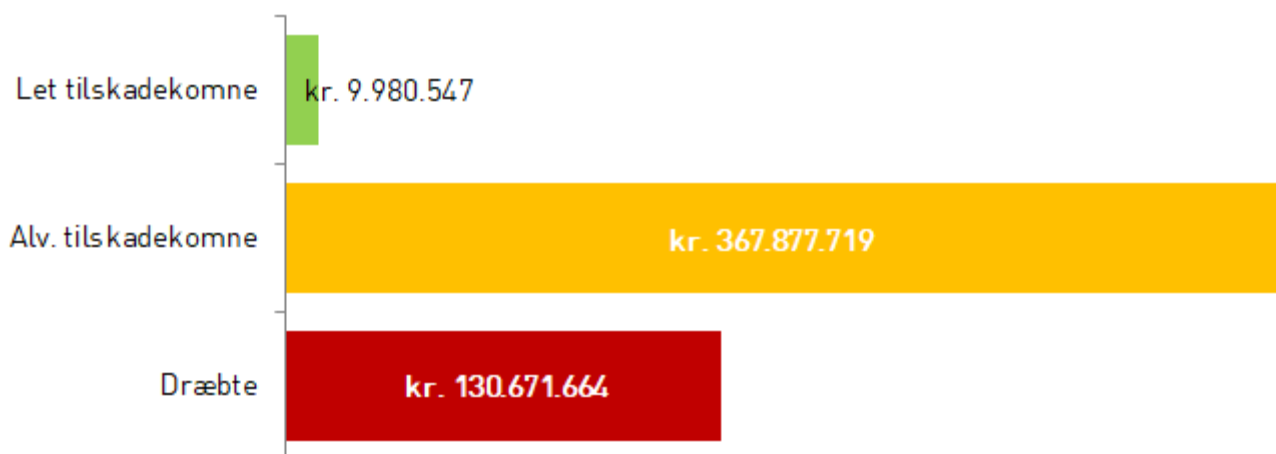 Let tilskadekomne
kr. 9.980.547
Alv. tilskadekomne
kr. 367.877.719
Dræbte
kr. 130.671.664